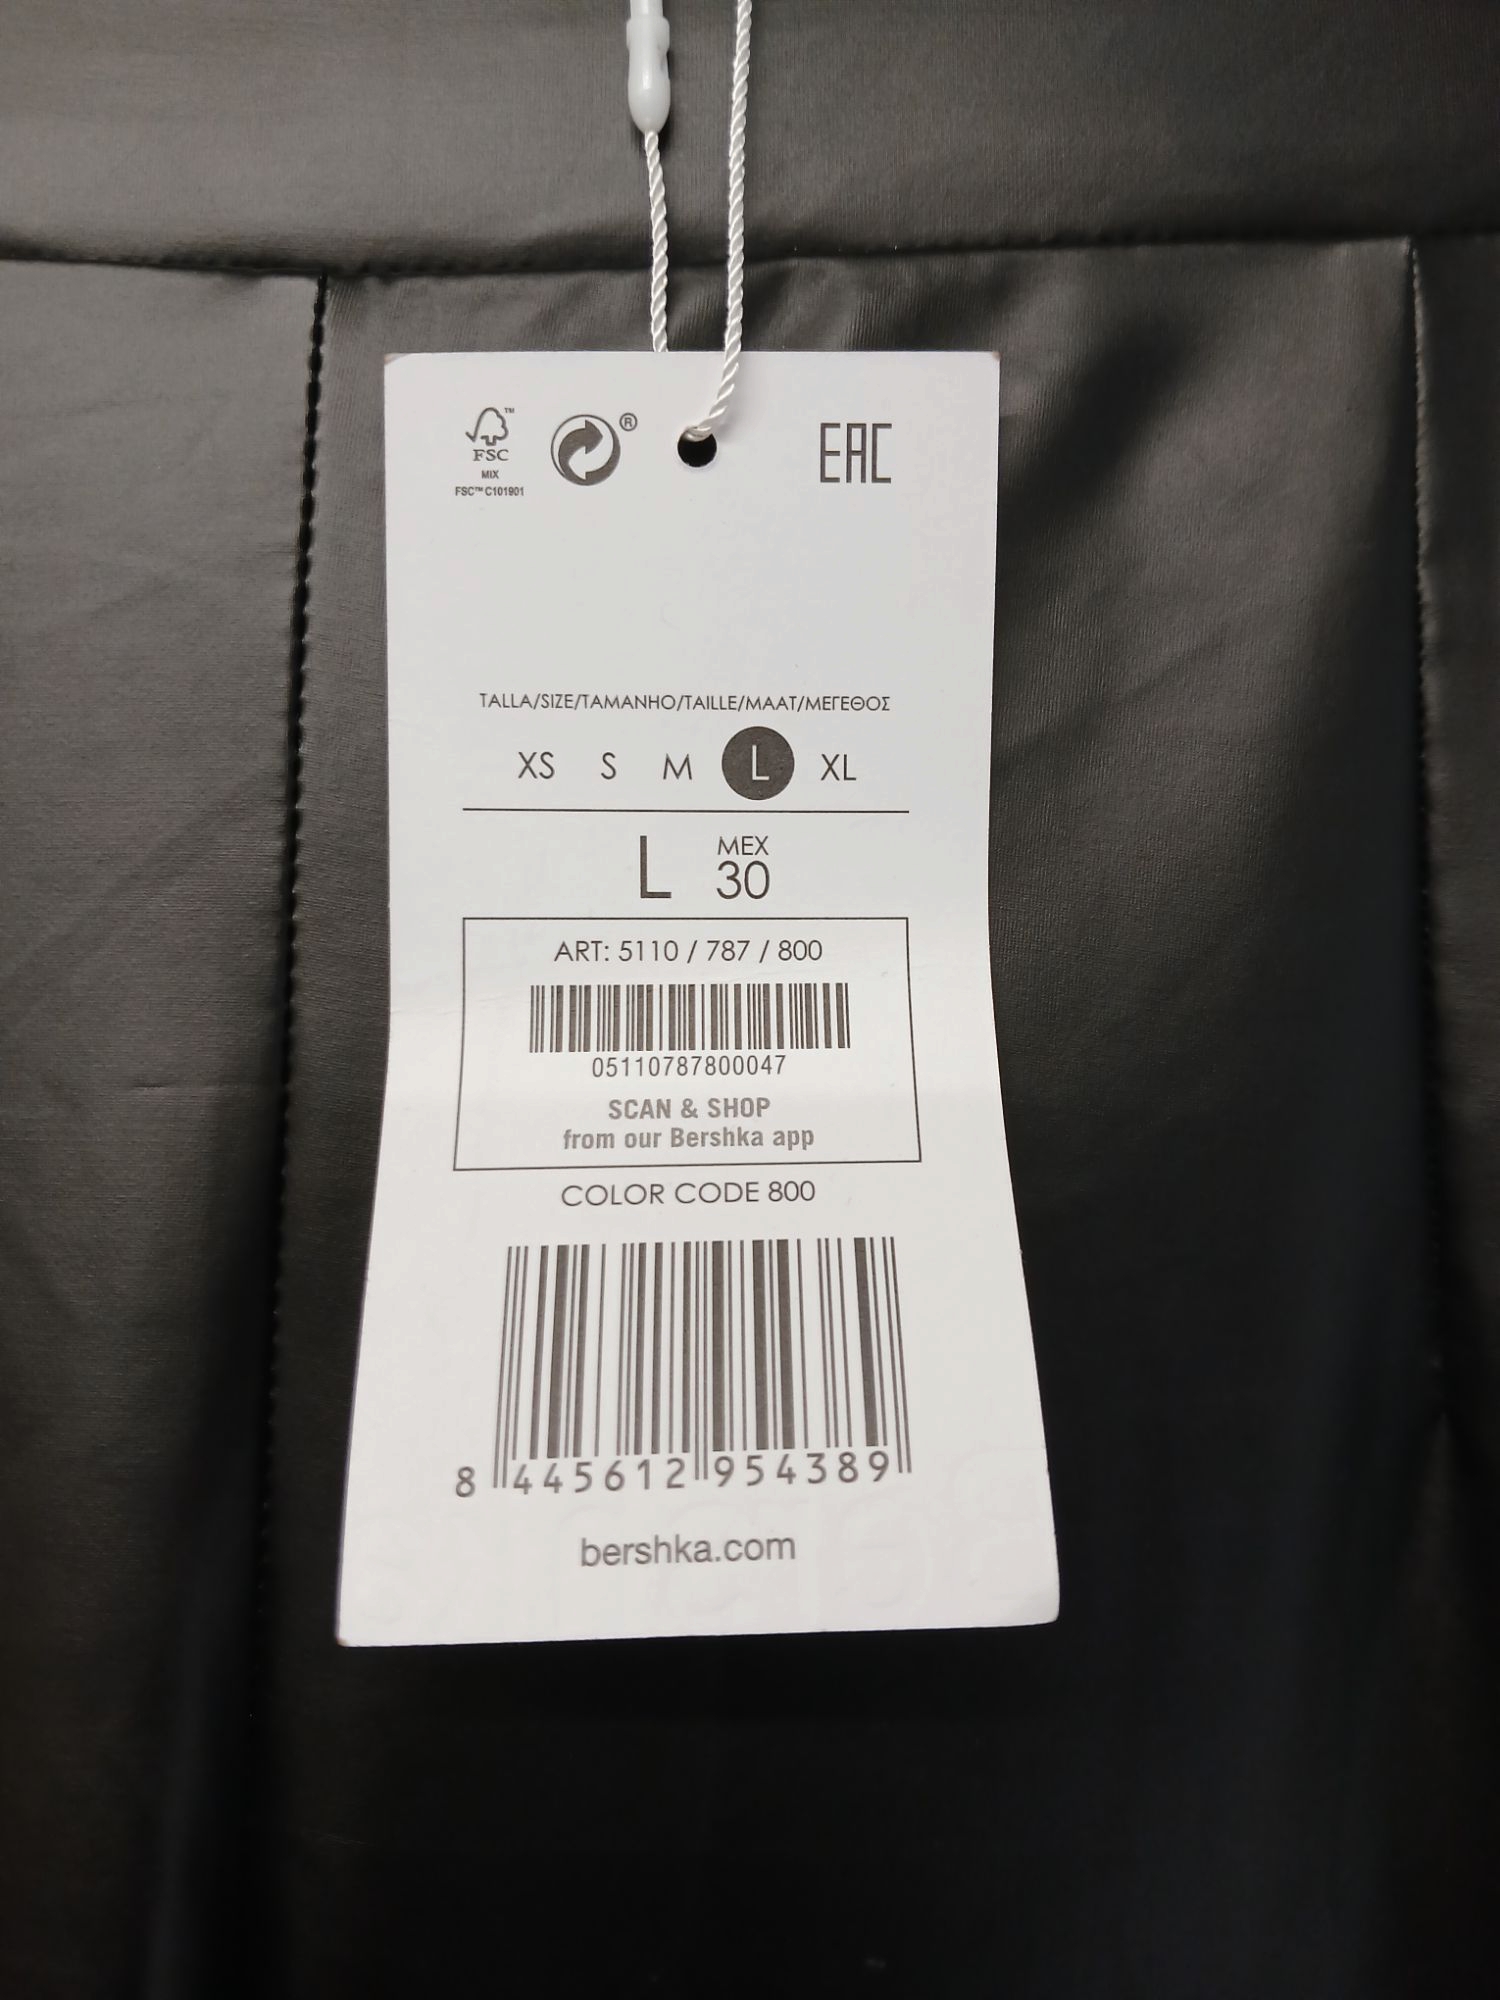 FSC™
MIX
FSC™ C101901
®
EAC
TALLA/SIZE/TAMANHO/TAILLE/MAAT/ΜΕΓΕΘΟΣ
XS S M L XL
L MEX 30
ART: 5110 / 787 / 800
05110787800047
SCAN & SHOP
from our Bershka app
COLOR CODE 800
8 445612 954389
bershka.com